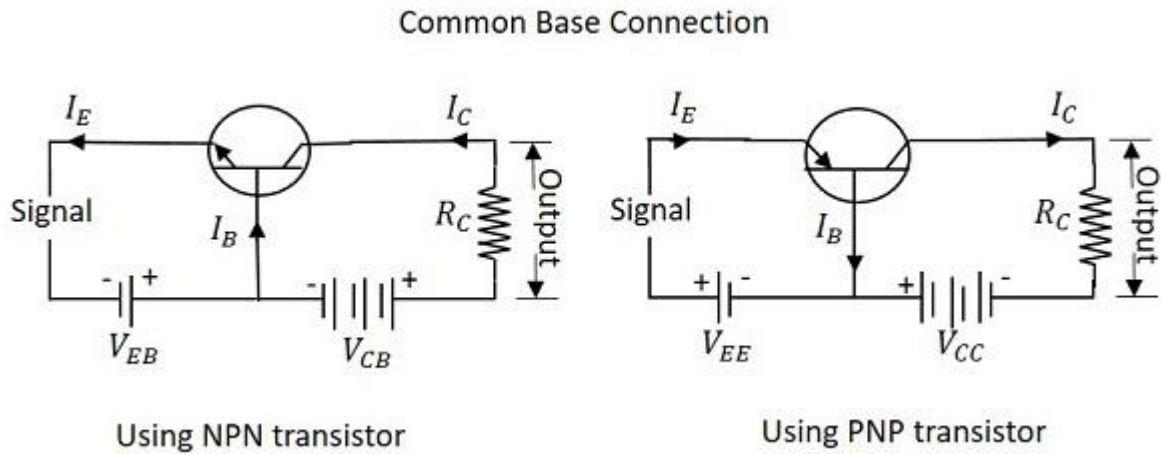 Common Base Connection
I_E
I_C
Signal
I_B
R_C
Output
- +
- +
V_EB
V_CB
Using NPN transistor
I_E
I_C
Signal
I_B
R_C
Output
+ -
+ -
V_EE
V_CC
Using PNP transistor